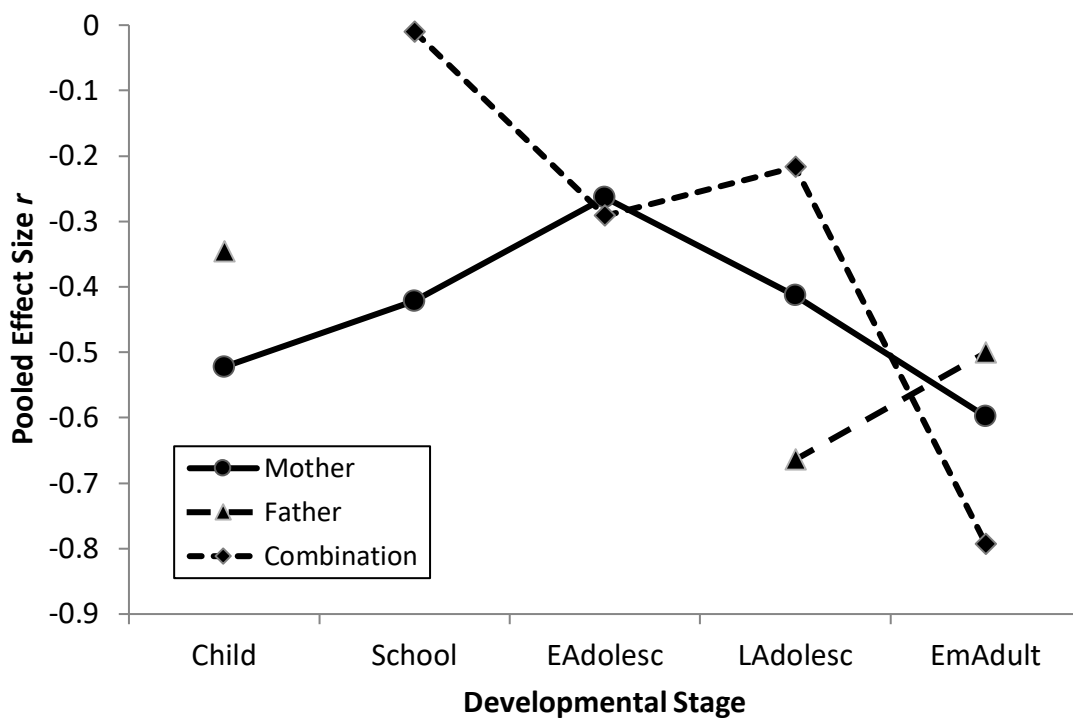 0
-0.1
-0.2
-0.3
-0.4
-0.5
-0.6
-0.7
-0.8
-0.9
Pooled Effect Size r
Mother
Father
Combination
Child School EAdolesc LAdolesc EmAdult
Developmental Stage